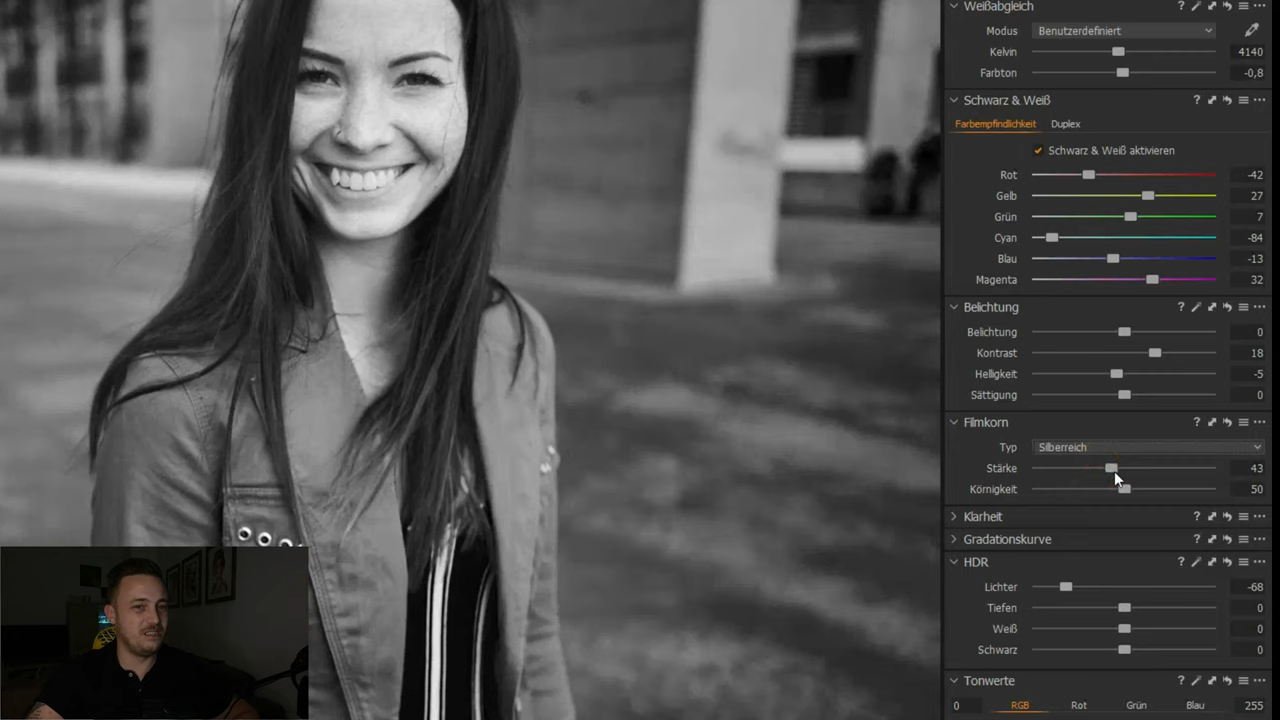 Weißabgleich
Modus Benutzerdefiniert
Kelvin 4140
Farbton -0,8
Schwarz & Weiß
Farbempfindlichkeit Duplex
Schwarz & Weiß aktivieren
Rot -42
Gelb 27
Grün 7
Cyan -84
Blau -13
Magenta 32
Belichtung
Belichtung 0
Kontrast 18
Helligkeit -5
Sättigung 0
Filmkorn
Typ Silberreich
Stärke 43
Körnigkeit 50
Klarheit
Gradationskurve
HDR
Lichter -68
Tiefen 0
Weiß 0
Schwarz 0
Tonwerte
0 RGB Rot Grün Blau 255